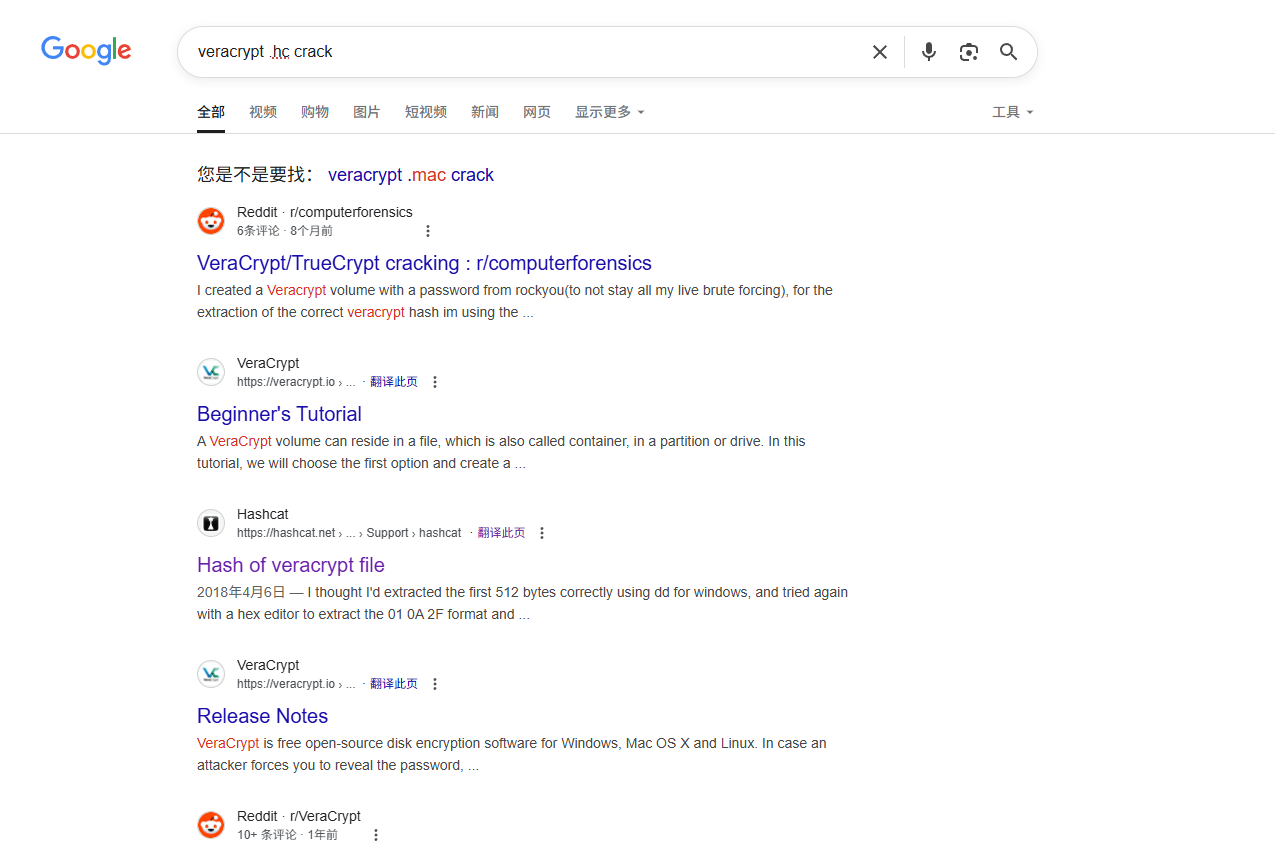 Google
veracrypt .hc crack
全部 视频 购物 图片 短视频 新闻 网页 显示更多 工具
您是不是要找： veracrypt .mac crack
Reddit · r/computerforensics
6条评论 · 8个月前
VeraCrypt/TrueCrypt cracking : r/computerforensics
I created a Veracrypt volume with a password from rockyou(to not stay all my live brute forcing), for the
extraction of the correct veracrypt hash im using the ...
VeraCrypt
https://veracrypt.io › ... · 翻译此页
Beginner's Tutorial
A VeraCrypt volume can reside in a file, which is also called container, in a partition or drive. In this
tutorial, we will choose the first option and create a ...
Hashcat
https://hashcat.net › ... › Support › hashcat · 翻译此页
Hash of veracrypt file
2018年4月6日 — I thought I'd extracted the first 512 bytes correctly using dd for windows, and tried again
with a hex editor to extract the 01 0A 2F format and ...
VeraCrypt
https://veracrypt.io › ... · 翻译此页
Release Notes
VeraCrypt is free open-source disk encryption software for Windows, Mac OS X and Linux. In case an
attacker forces you to reveal the password, ...
Reddit · r/VeraCrypt
10+ 条评论 · 1年前